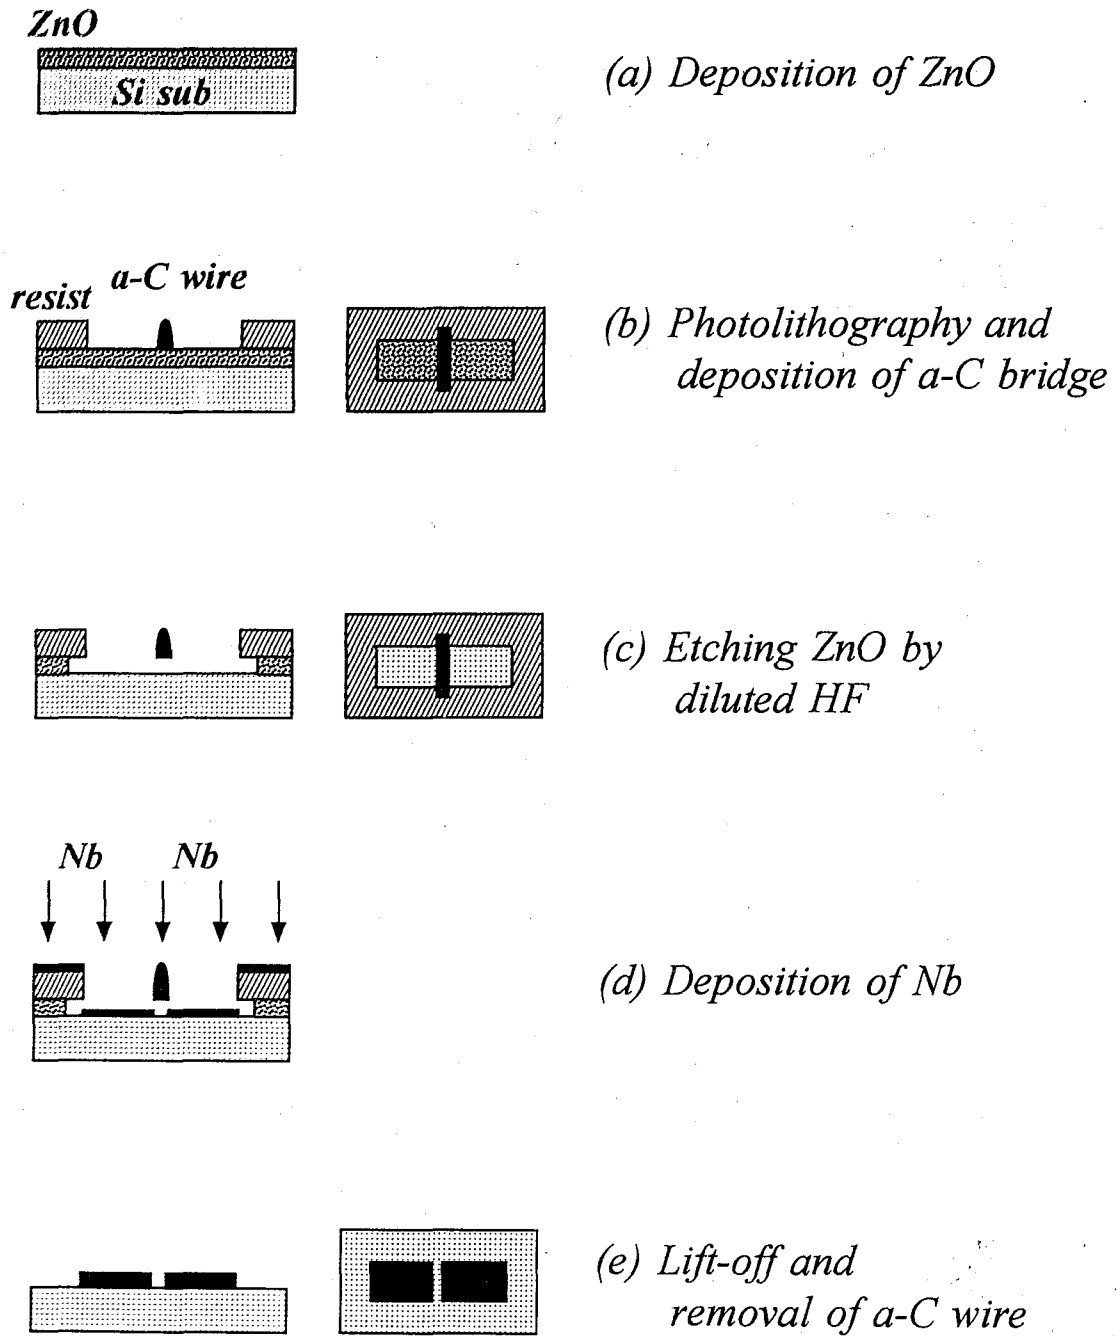 ZnO
Si sub
(a) Deposition of ZnO
resist
a-C wire
(b) Photolithography and
deposition of a-C bridge
(c) Etching ZnO by
diluted HF
Nb Nb
(d) Deposition of Nb
(e) Lift-off and
removal of a-C wire